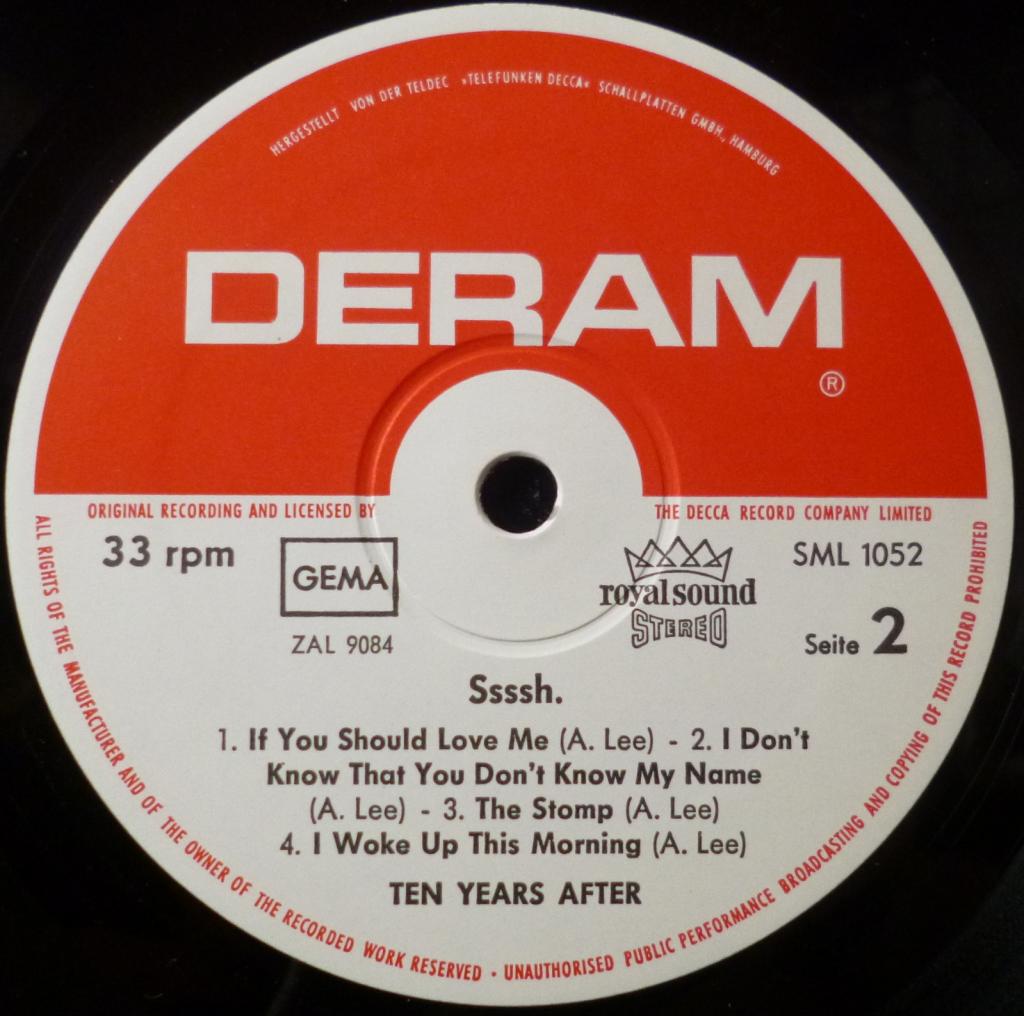 HERGESTELLT VON DER TELDEC »TELEFUNKEN DECCA« SCHALLPLATTEN GMBH., HAMBURG
DERAM
®
ORIGINAL RECORDING AND LICENSED BY THE DECCA RECORD COMPANY LIMITED
33 rpm
GEMA
ZAL 9084
royal sound
STEREO
SML 1052
Seite 2
Ssssh.
1. If You Should Love Me (A. Lee) - 2. I Don't
Know That You Don't Know My Name
(A. Lee) - 3. The Stomp (A. Lee)
4. I Woke Up This Morning (A. Lee)
TEN YEARS AFTER
ALL RIGHTS OF THE MANUFACTURER AND OF THE OWNER OF THE RECORDED WORK RESERVED · UNAUTHORISED PUBLIC PERFORMANCE BROADCASTING AND COPYING OF THIS RECORD PROHIBITED